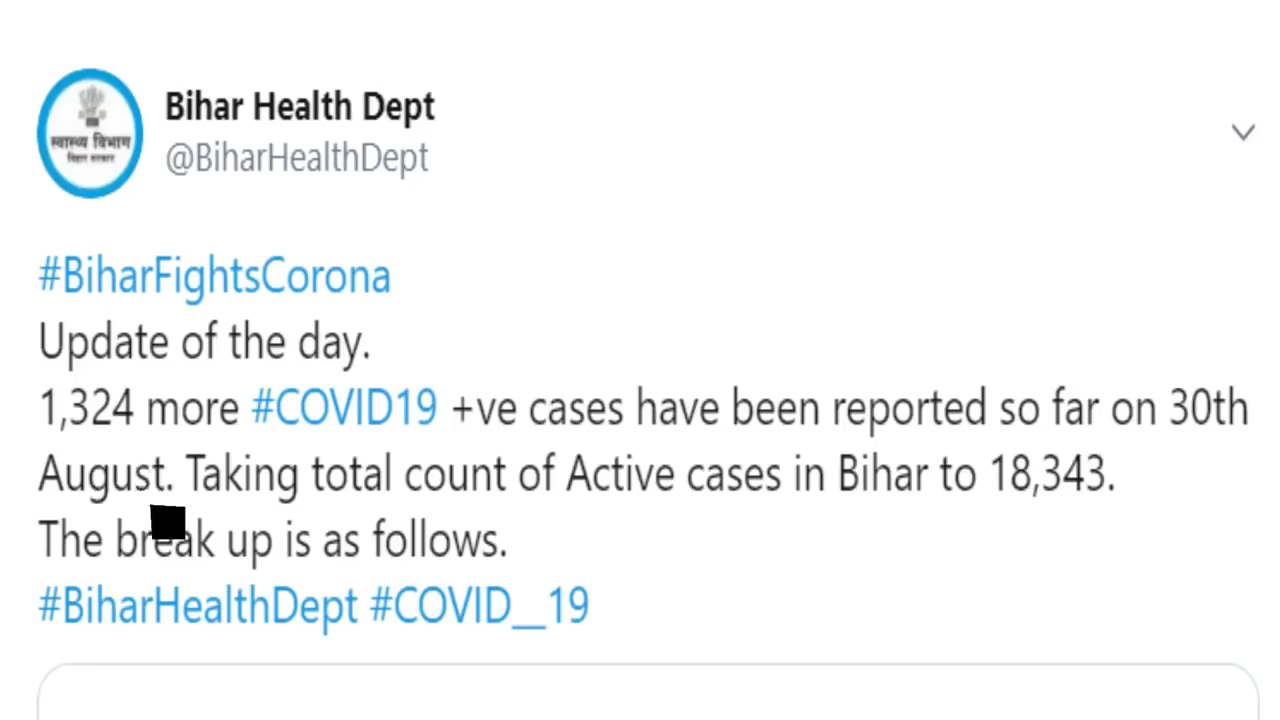 स्वास्थ्य विभाग
बिहार सरकार
Bihar Health Dept
@BiharHealthDept
#BiharFightsCorona
Update of the day.
1,324 more #COVID19 +ve cases have been reported so far on 30th
August. Taking total count of Active cases in Bihar to 18,343.
The break up is as follows.
#BiharHealthDept #COVID__19